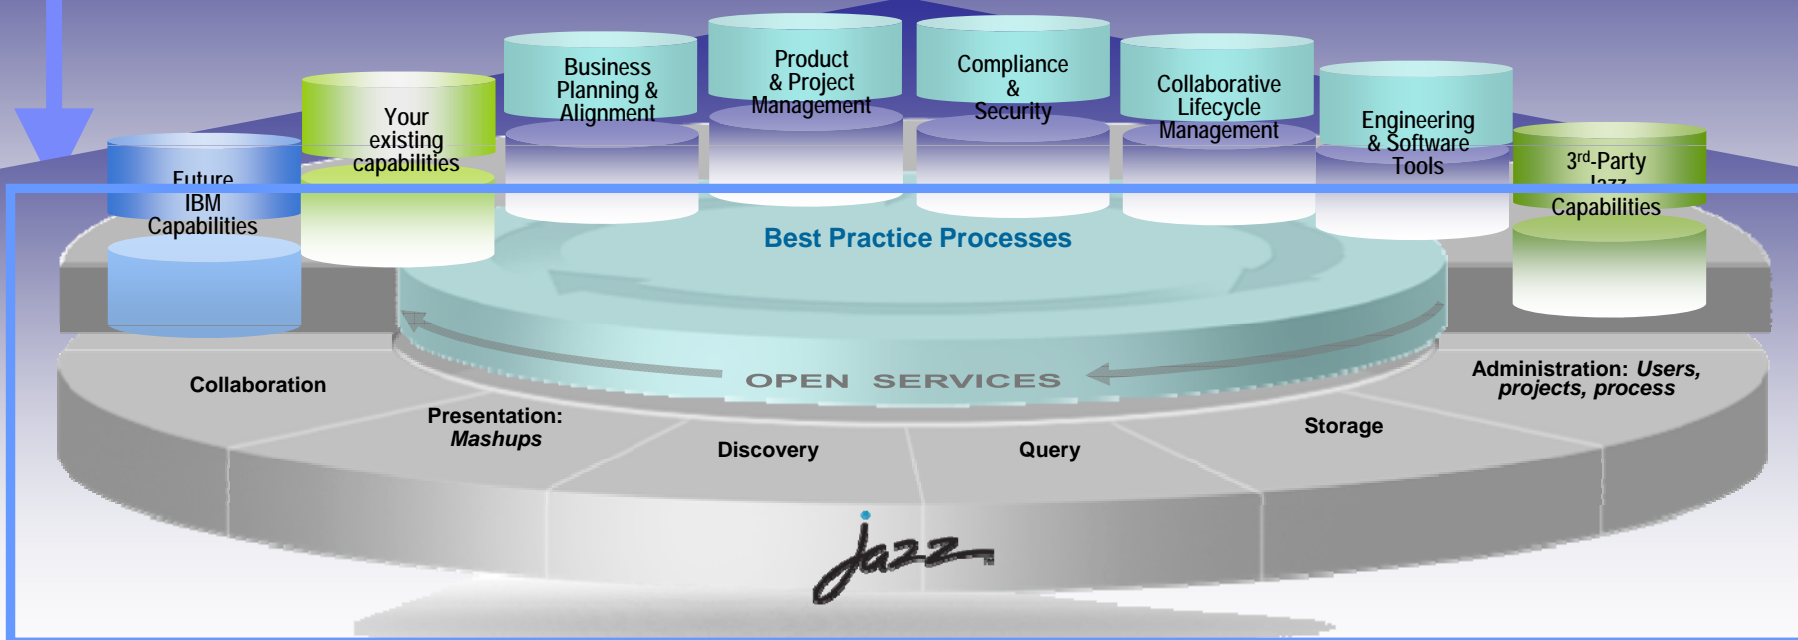 Future
IBM
Capabilities
Your
existing
capabilities
Business
Planning &
Alignment
Product
& Project
Management
Compliance
&
Security
Collaborative
Lifecycle
Management
Engineering
& Software
Tools
3rd-Party
Jazz
Capabilities
Best Practice Processes
OPEN SERVICES
Collaboration
Presentation:
Mashups
Discovery
Query
Storage
Administration: Users,
projects, process
jazz